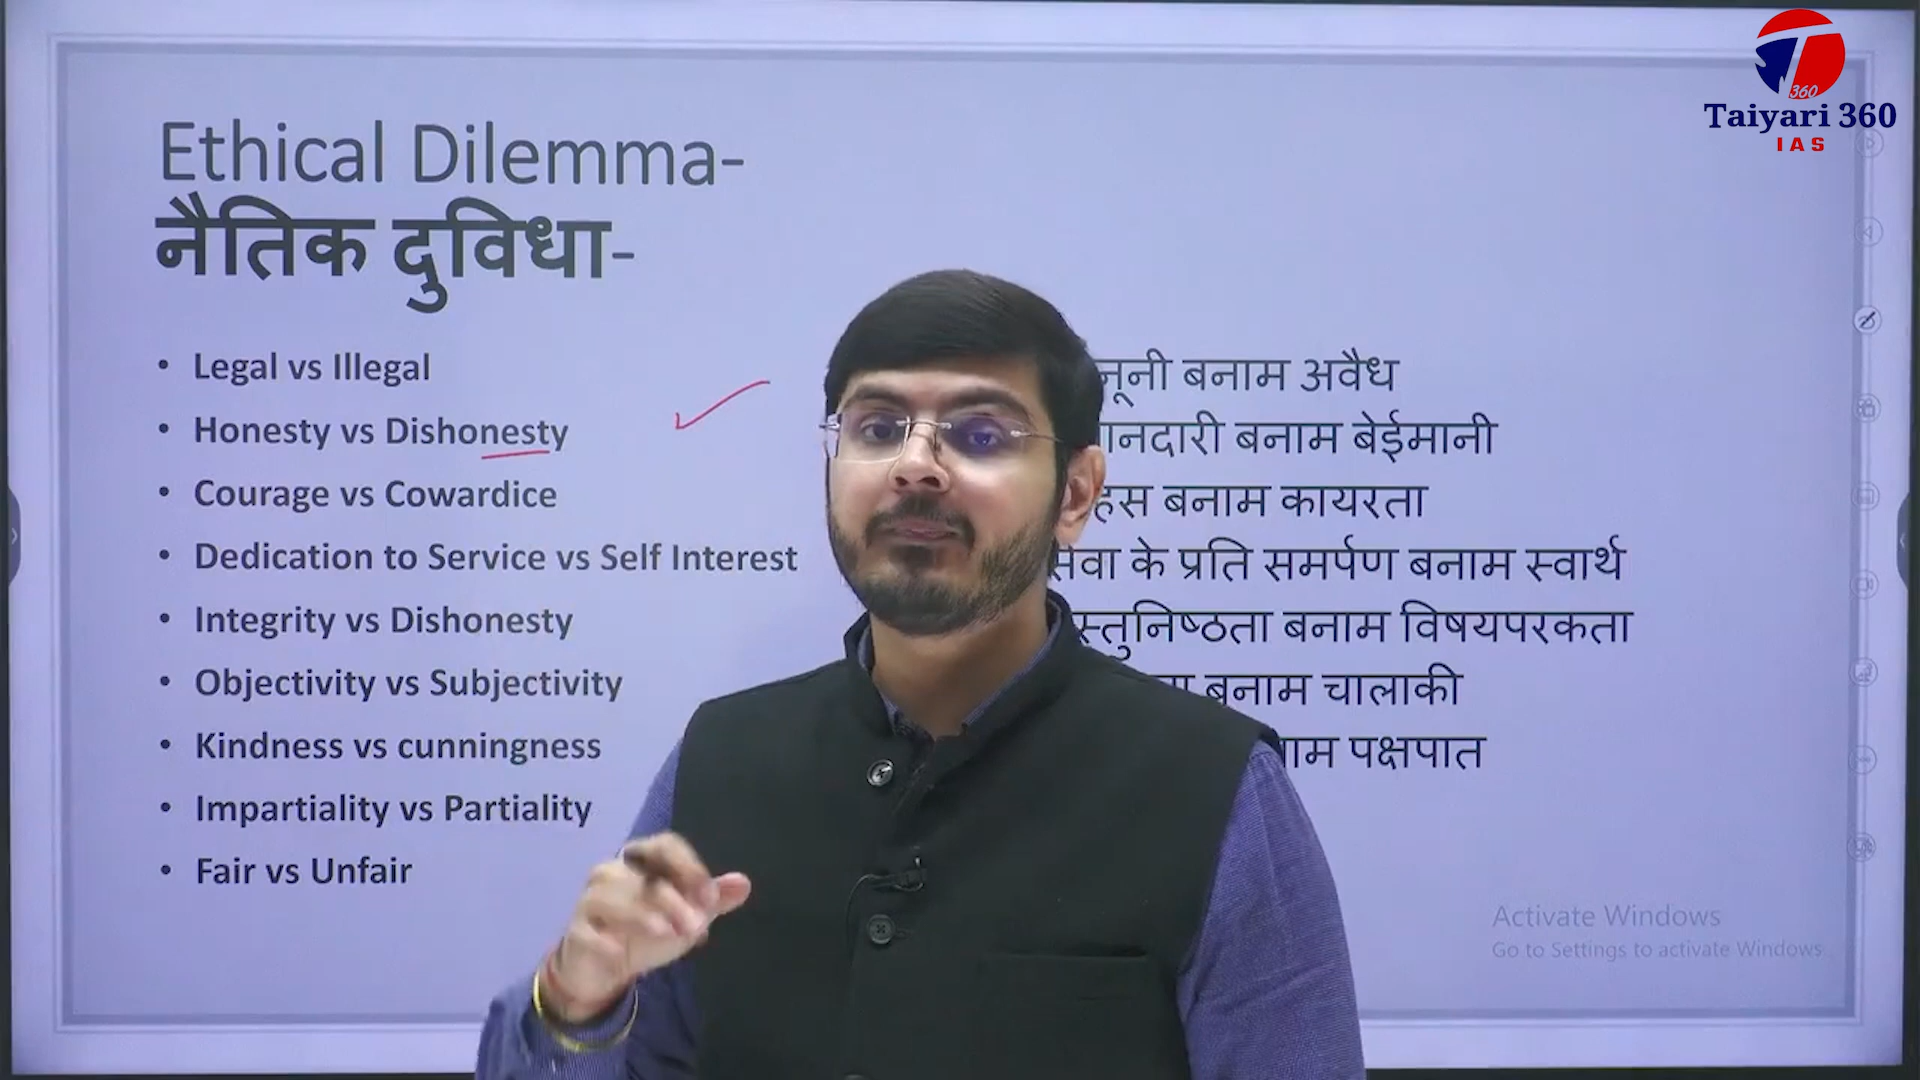 360
Taiyari 360
IAS
Ethical Dilemma-
नैतिक दुविधा-
• Legal vs Illegal
• Honesty vs Dishonesty
• Courage vs Cowardice
• Dedication to Service vs Self Interest
• Integrity vs Dishonesty
• Objectivity vs Subjectivity
• Kindness vs cunningness
• Impartiality vs Partiality
• Fair vs Unfair
बनाम अवैध
बनाम बेईमानी
बनाम कायरता
के प्रति समर्पण बनाम स्वार्थ
बनाम विषयपरकता
बनाम चालाकी
पक्षपात
Activate Windows
Go to Settings to activate Windows